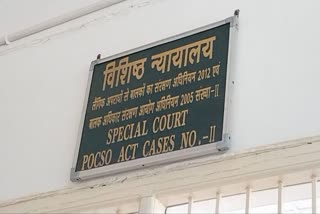 विशिष्ठ न्यायालय
लैंगिक अपराधों से बालकों का संरक्षण अधिनियम 2012 एवं
बालक अधिकार संरक्षण आयोग अधिनियम 2005 संख्या-II
SPECIAL COURT
POCSO ACT CASES NO.-II